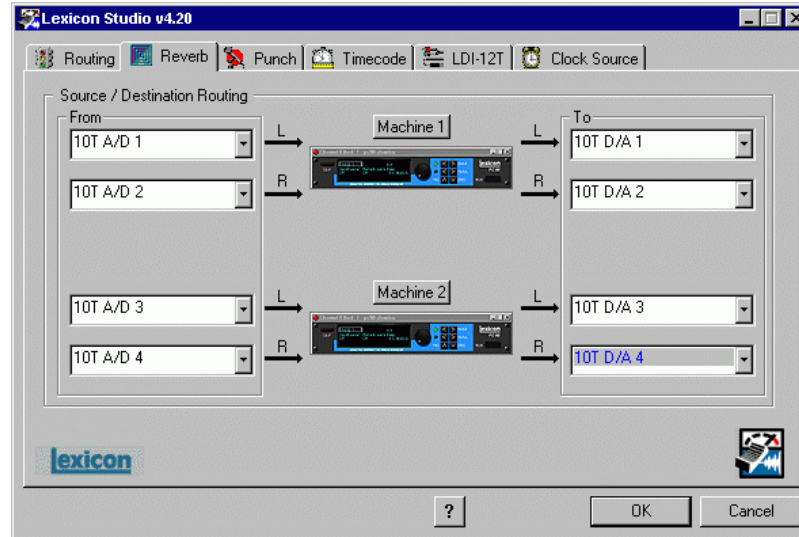 Lexicon Studio v4.20
Routing Reverb Punch Timecode LDI-12T Clock Source
Source / Destination Routing
From To
L Machine 1 L
10T A/D 1 10T D/A 1
R R
10T A/D 2 10T D/A 2
L Machine 2 L
10T A/D 3 10T D/A 3
R R
10T A/D 4 10T D/A 4
lexicon
? OK Cancel